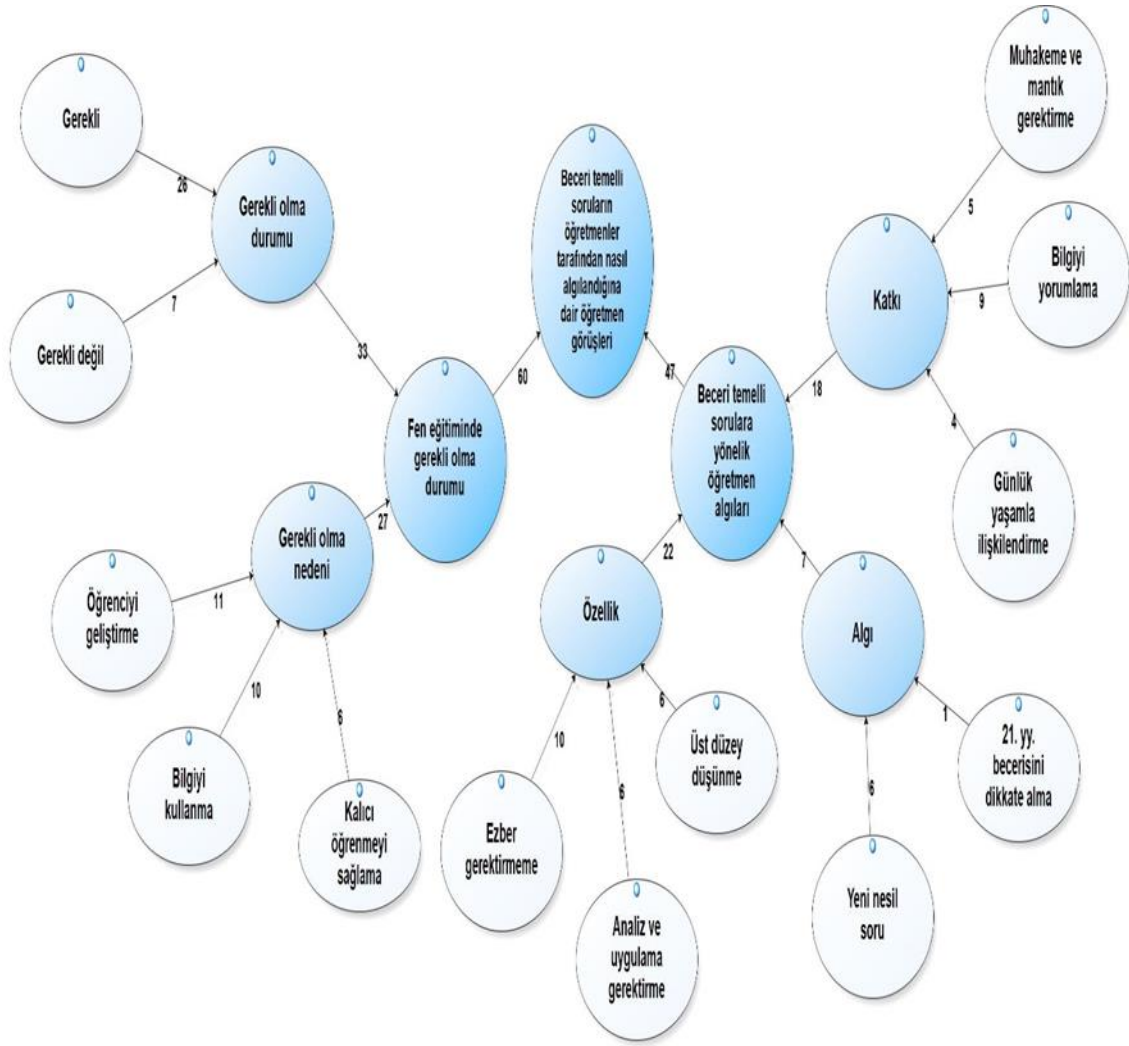 Gerekli
26
Gerekli olma
durumu
7
Gerekli değil
33
Fen eğitiminde
gerekli olma
durumu
60
Gerekli olma
nedeni
27
Öğrenciyi
geliştirme
11
Bilgiyi
kullanma
10
Kalıcı
öğrenmeyi
sağlama
6
Beceri temelli
soruların
öğretmenler
tarafından nasıl
algılandığına
dair öğretmen
görüşleri
47
Beceri temelli
sorulara
yönelik
öğretmen
algıları
Muhakeme ve
mantık
gerektirme
5
Bilgiyi
yorumlama
9
Katkı
18
4
Günlük
yaşamla
ilişkilendirme
Özellik
22
Ezber
gerektirmeme
10
Analiz ve
uygulama
gerektirme
6
Üst düzey
düşünme
6
Algı
7
Yeni nesil
soru
6
21. yy.
becerisini
dikkate alma
1